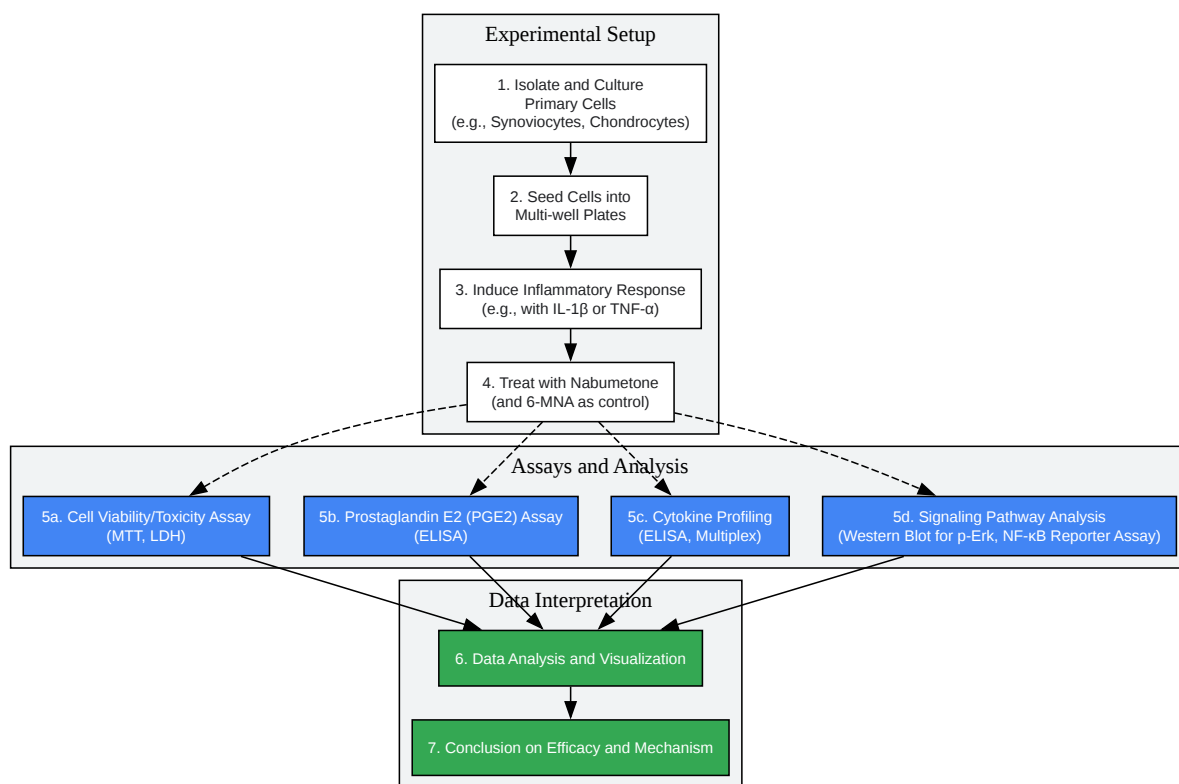 Experimental Setup
1. Isolate and Culture
Primary Cells
(e.g., Synoviocytes, Chondrocytes)
2. Seed Cells into
Multi-well Plates
3. Induce Inflammatory Response
(e.g., with IL-1β or TNF-α)
4. Treat with Nabumetone
(and 6-MNA as control)
Assays and Analysis
5a. Cell Viability/Toxicity Assay
(MTT, LDH)
5b. Prostaglandin E2 (PGE2) Assay
(ELISA)
5c. Cytokine Profiling
(ELISA, Multiplex)
5d. Signaling Pathway Analysis
(Western Blot for p-Erk, NF-κB Reporter Assay)
Data Interpretation
6. Data Analysis and Visualization
7. Conclusion on Efficacy and Mechanism